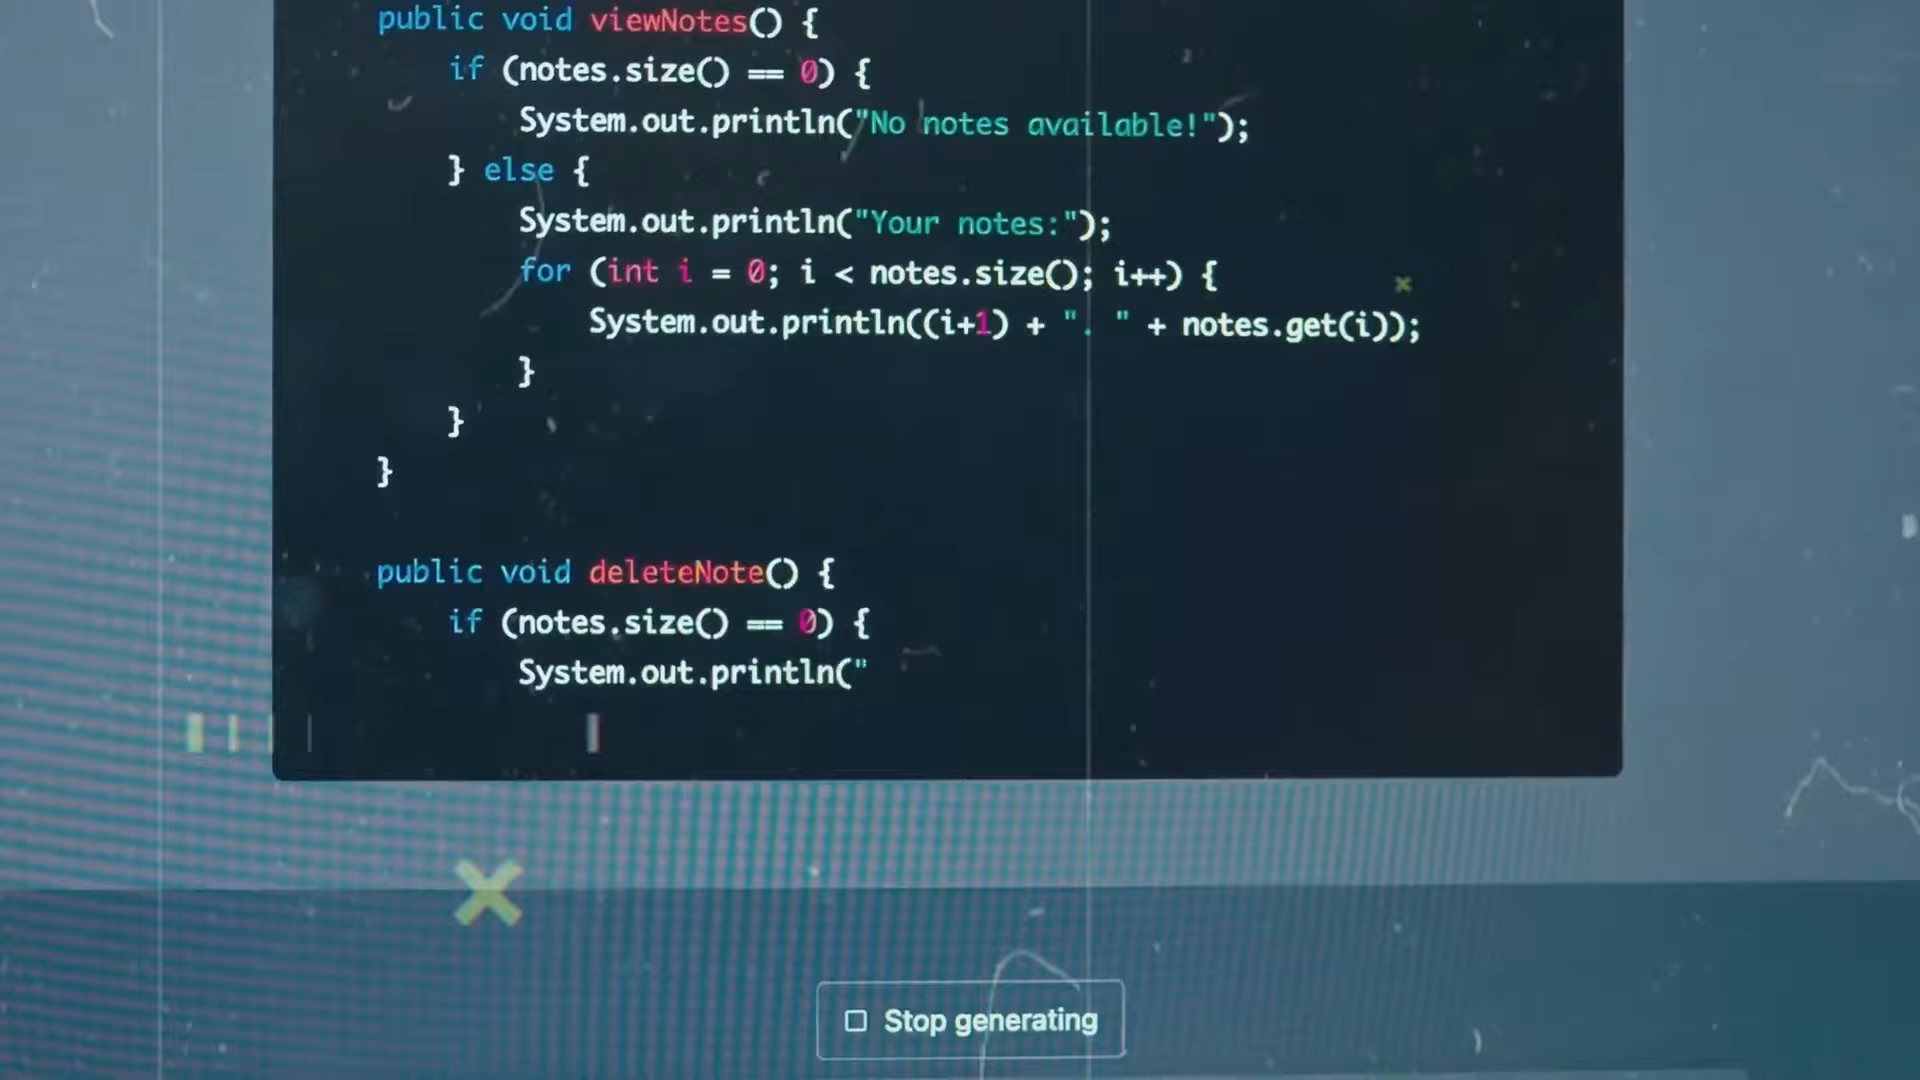 public void viewNotes() {
if (notes.size() == 0) {
System.out.println("No notes available!");
} else {
System.out.println("Your notes:");
for (int i = 0; i < notes.size(); i++) {
System.out.println((i+1) + ". " + notes.get(i));
}
}
}
public void deleteNote() {
if (notes.size() == 0) {
System.out.println("
Stop generating